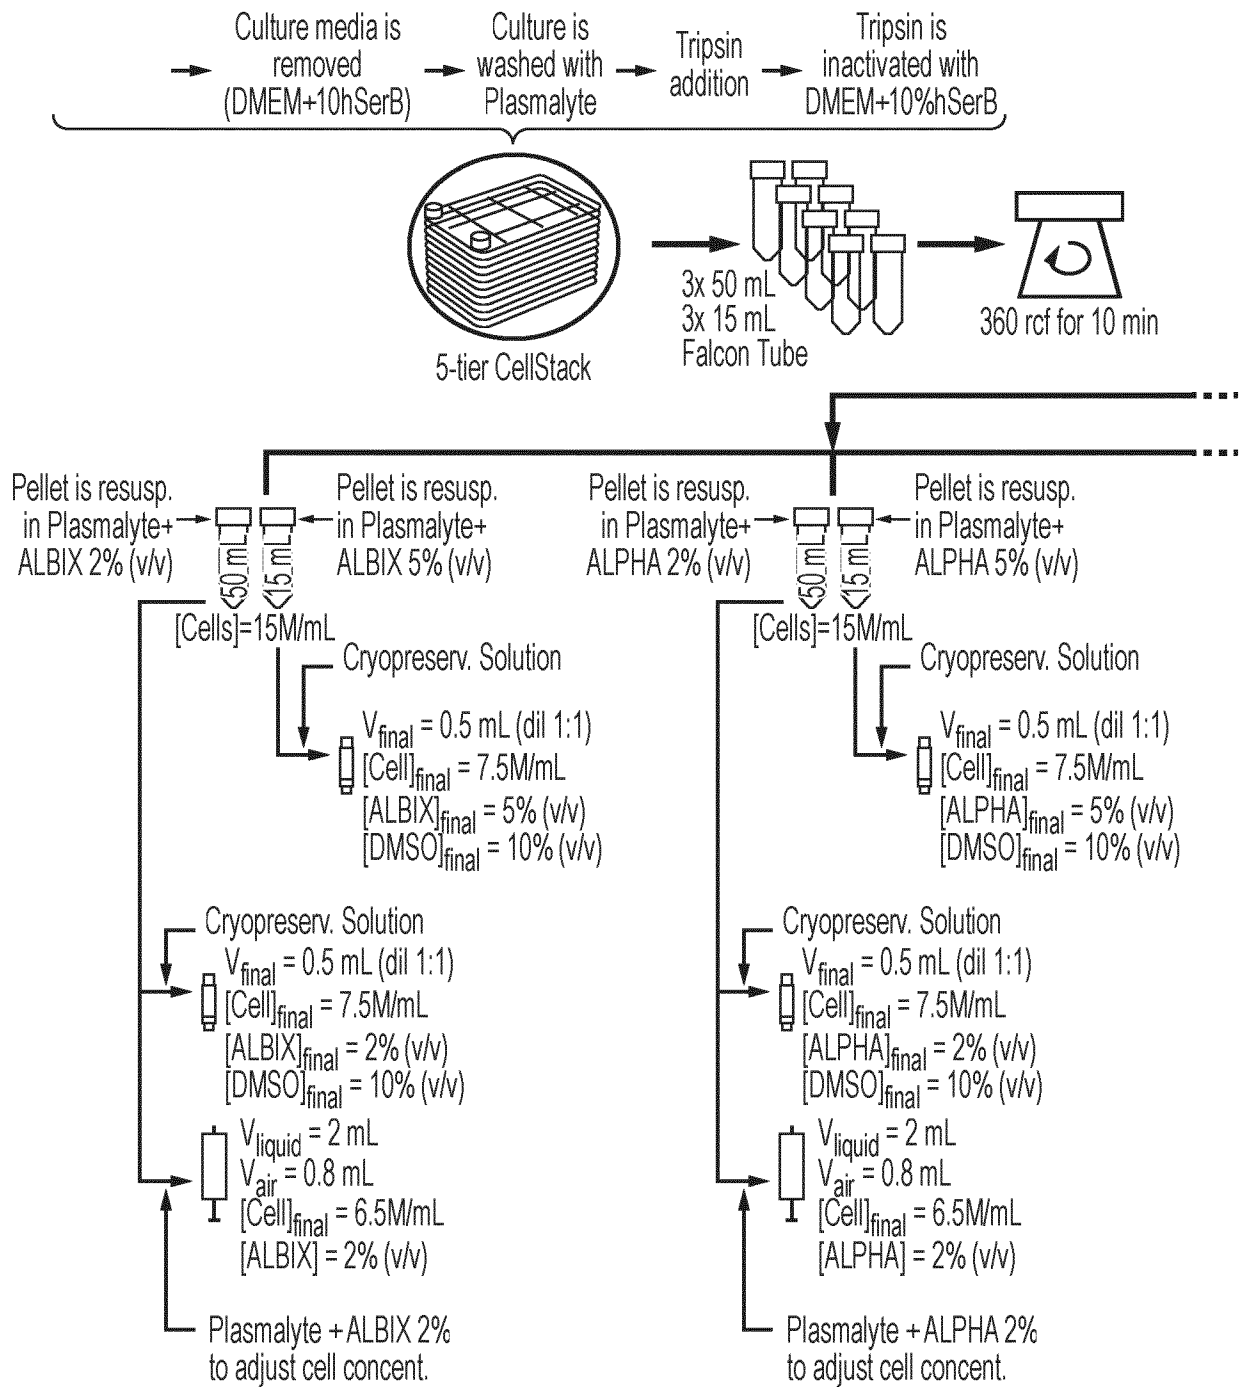 Culture media is
removed
(DMEM+10hSerB)
Culture is
washed with
Plasmalyte
Tripsin
addition
Tripsin is
inactivated with
DMEM+10%hSerB
5-tier CellStack
3x 50 mL
3x 15 mL
Falcon Tube
360 rcf for 10 min
Pellet is resusp.
in Plasmalyte+
ALBIX 2% (v/v)
50 mL
15 mL
Pellet is resusp.
in Plasmalyte+
ALBIX 5% (v/v)
[Cells]=15M/mL
Cryopreserv. Solution
Vfinal = 0.5 mL (dil 1:1)
[Cell]final = 7.5M/mL
[ALBIX]final = 5% (v/v)
[DMSO]final = 10% (v/v)
Cryopreserv. Solution
Vfinal = 0.5 mL (dil 1:1)
[Cell]final = 7.5M/mL
[ALBIX]final = 2% (v/v)
[DMSO]final = 10% (v/v)
Vliquid = 2 mL
Vair = 0.8 mL
[Cell]final = 6.5M/mL
[ALBIX] = 2% (v/v)
Plasmalyte + ALBIX 2%
to adjust cell concent.
Pellet is resusp.
in Plasmalyte+
ALPHA 2% (v/v)
50 mL
15 mL
Pellet is resusp.
in Plasmalyte+
ALPHA 5% (v/v)
[Cells]=15M/mL
Cryopreserv. Solution
Vfinal = 0.5 mL (dil 1:1)
[Cell]final = 7.5M/mL
[ALPHA]final = 5% (v/v)
[DMSO]final = 10% (v/v)
Cryopreserv. Solution
Vfinal = 0.5 mL (dil 1:1)
[Cell]final = 7.5M/mL
[ALPHA]final = 2% (v/v)
[DMSO]final = 10% (v/v)
Vliquid = 2 mL
Vair = 0.8 mL
[Cell]final = 6.5M/mL
[ALPHA] = 2% (v/v)
Plasmalyte + ALPHA 2%
to adjust cell concent.